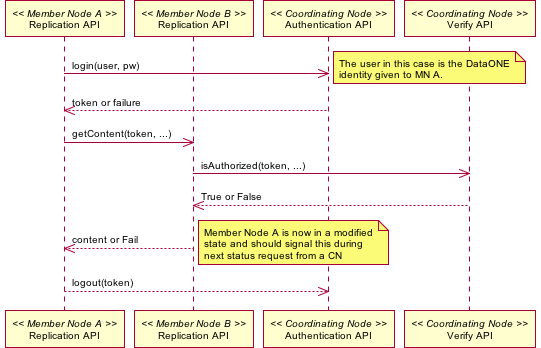 << Member Node A >>
Replication API
<< Member Node B >>
Replication API
<< Coordinating Node >>
Authentication API
<< Coordinating Node >>
Verify API
login(user, pw)
The user in this case is the DataONE
identity given to MN A.
token or failure
getContent(token, ...)
isAuthorized(token, ...)
True or False
Member Node A is now in a modified
state and should signal this during
next status request from a CN
content or Fail
logout(token)
<< Member Node A >>
Replication API
<< Member Node B >>
Replication API
<< Coordinating Node >>
Authentication API
<< Coordinating Node >>
Verify API